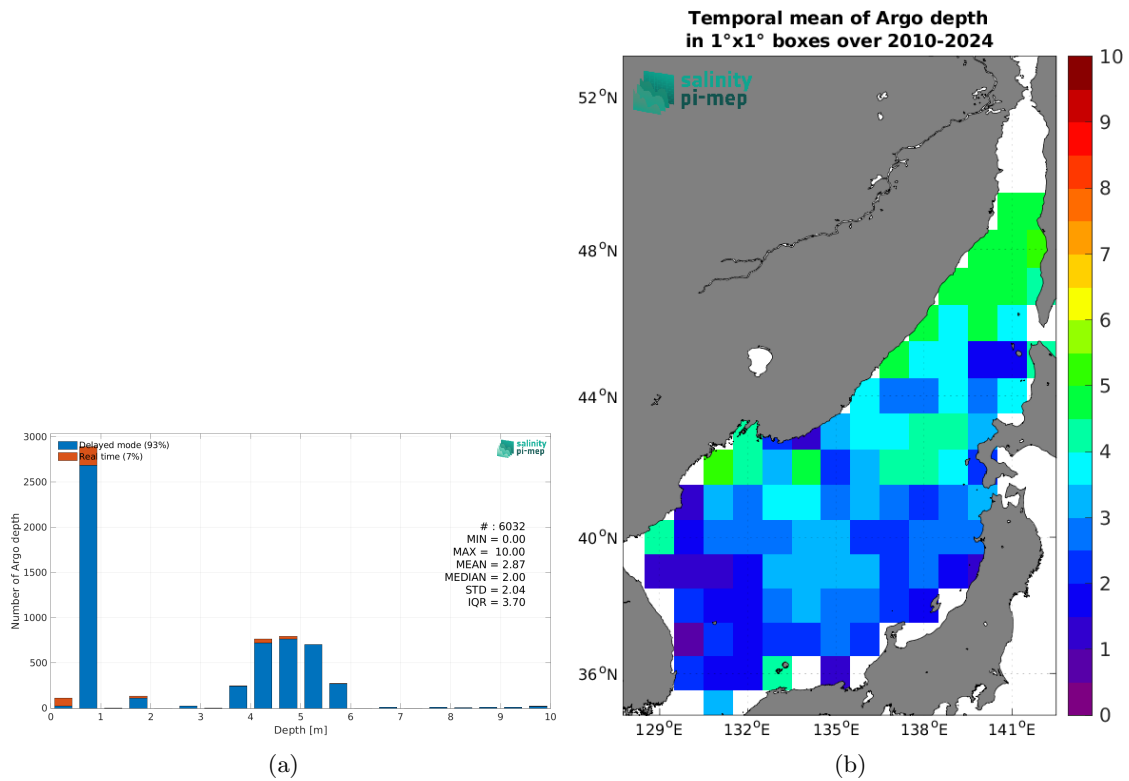 3000
2500
2000
1500
1000
500
0
Number of Argo depth
Delayed mode (93%)
Real time (7%)
salinity
pi-mep
# : 6032
MIN = 0.00
MAX = 10.00
MEAN = 2.87
MEDIAN = 2.00
STD = 2.04
IQR = 3.70
0 1 2 3 4 5 6 7 8 9 10
Depth [m]
(a)
Temporal mean of Argo depth
in 1°x1° boxes over 2010-2024
salinity
pi-mep
52°N
48°N
44°N
40°N
36°N
129°E 132°E 135°E 138°E 141°E
10
9
8
7
6
5
4
3
2
1
0
(b)